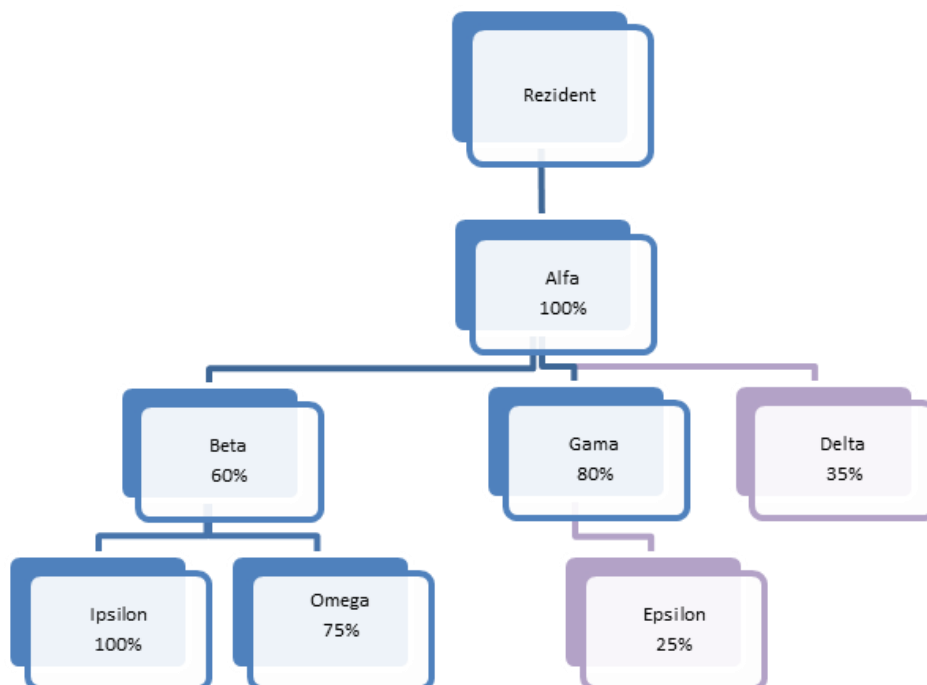 Rezident
Alfa
100%
Beta
60%
Gama
80%
Delta
35%
Ipsilon
100%
Omega
75%
Epsilon
25%